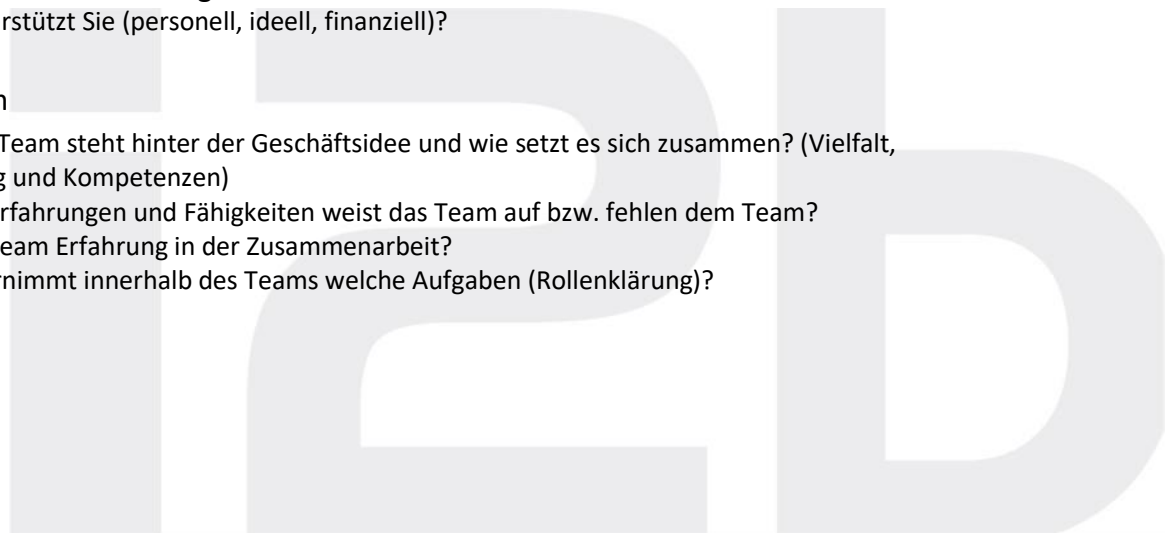 rstützt Sie (personell, ideell, finanziell)?
n
Team steht hinter der Geschäftsidee und wie setzt es sich zusammen? (Vielfalt,
g und Kompetenzen)
rfahrungen und Fähigkeiten weist das Team auf bzw. fehlen dem Team?
eam Erfahrung in der Zusammenarbeit?
rnimmt innerhalb des Teams welche Aufgaben (Rollenklärung)?
i2b